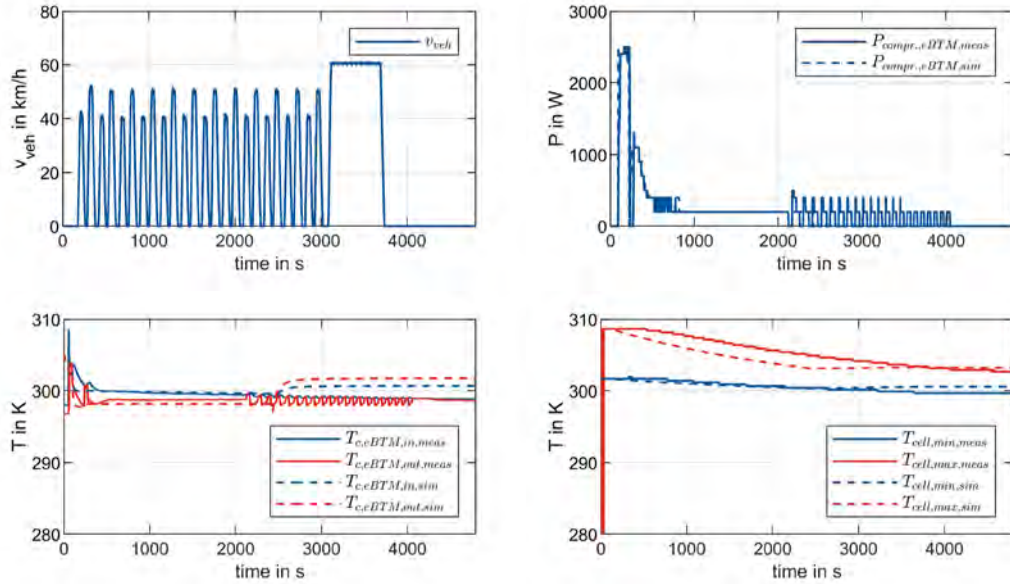 80
60
40
20
0
v_veh in km/h
v_veh
0 1000 2000 3000 4000
time in s
3000
2000
1000
0
P in W
P_compr.,eBTM,meas
P_compr.,eBTM,sim
0 1000 2000 3000 4000
time in s
310
300
290
280
T in K
T_c,eBTM,in,meas
T_c,eBTM,out,meas
T_c,eBTM,in,sim
T_c,eBTM,out,sim
0 1000 2000 3000 4000
time in s
310
300
290
280
T in K
T_cell,min,meas
T_cell,max,meas
T_cell,min,sim
T_cell,max,sim
0 1000 2000 3000 4000
time in s